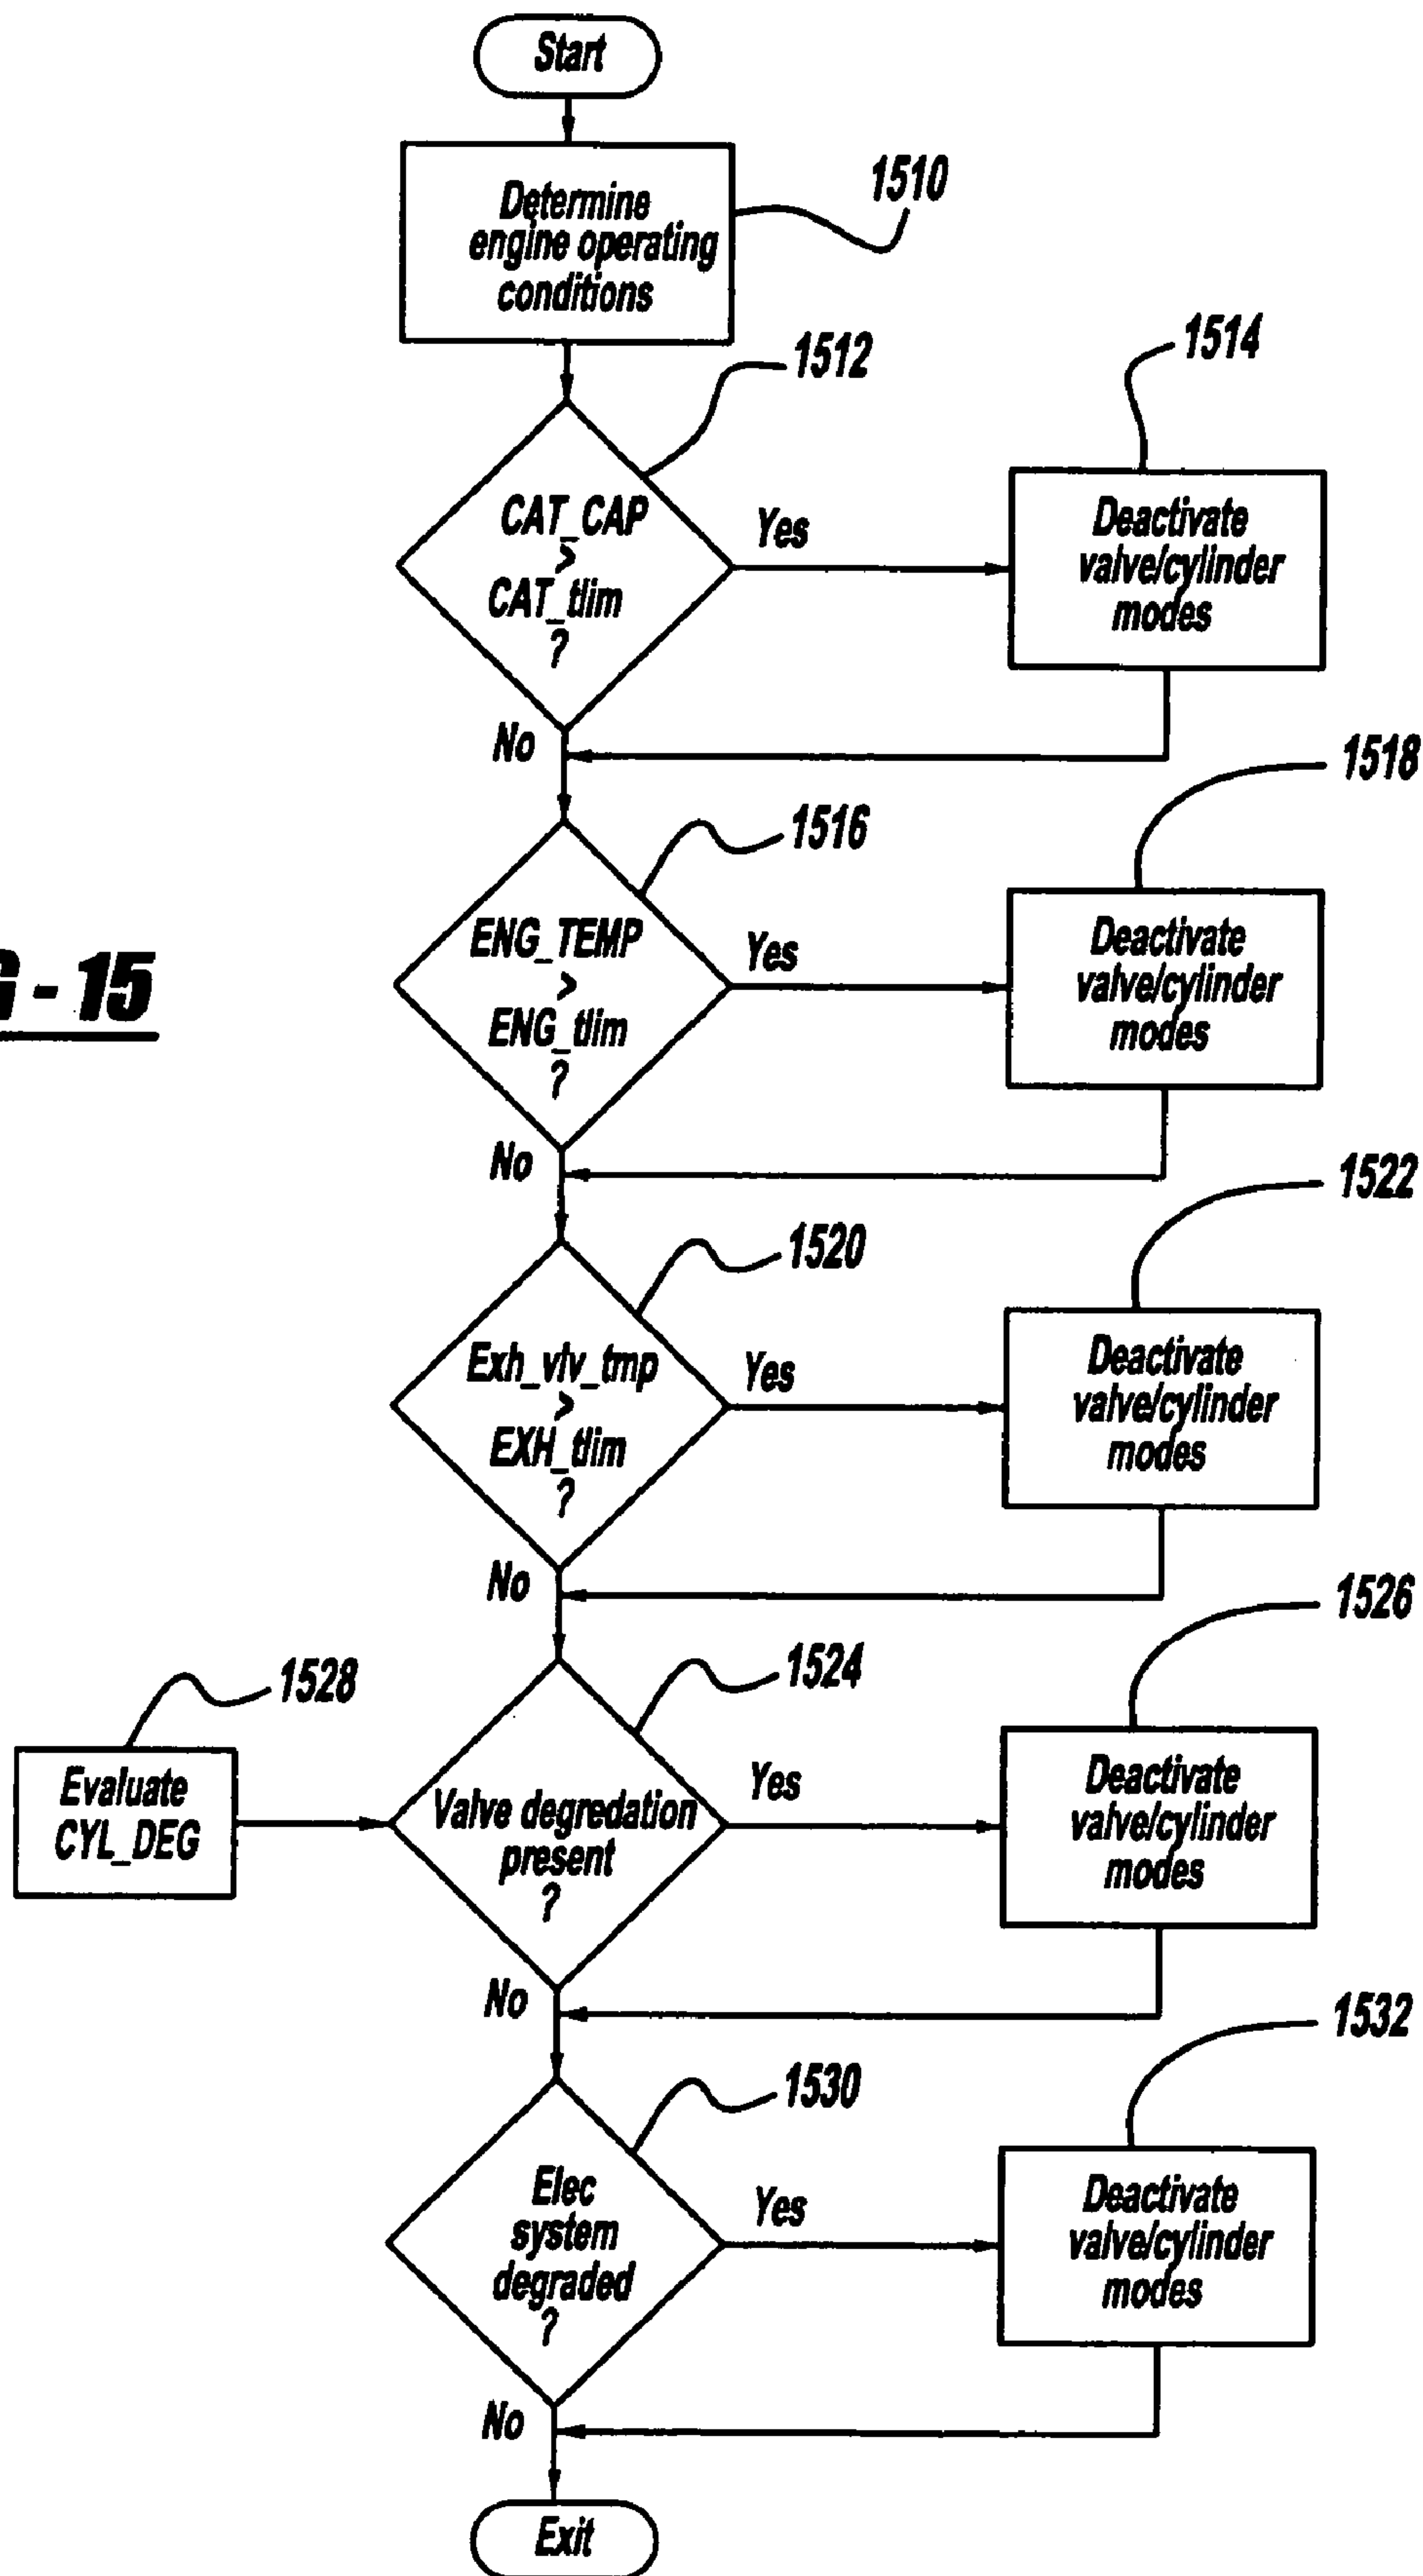 Start
Determine
engine operating
conditions
1510
1512
CAT_CAP
>
CAT_tlim
?
Yes
No
1514
Deactivate
valve/cylinder
modes
1516
ENG_TEMP
>
ENG_tlim
?
Yes
No
1518
Deactivate
valve/cylinder
modes
G - 15
1520
Exh_vlv_tmp
>
EXH_tlim
?
Yes
No
1522
Deactivate
valve/cylinder
modes
1528
Evaluate
CYL_DEG
1524
Valve degredation
present
?
Yes
No
1526
Deactivate
valve/cylinder
modes
1530
Elec
system
degraded
?
Yes
No
1532
Deactivate
valve/cylinder
modes
Exit